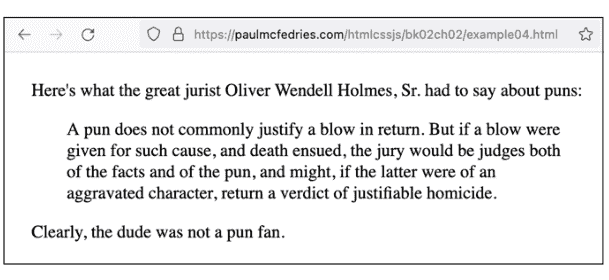 https://paulmcfedries.com/htmlcssjs/bk02ch02/example04.html
Here's what the great jurist Oliver Wendell Holmes, Sr. had to say about puns:
A pun does not commonly justify a blow in return. But if a blow were
given for such cause, and death ensued, the jury would be judges both
of the facts and of the pun, and might, if the latter were of an
aggravated character, return a verdict of justifiable homicide.
Clearly, the dude was not a pun fan.